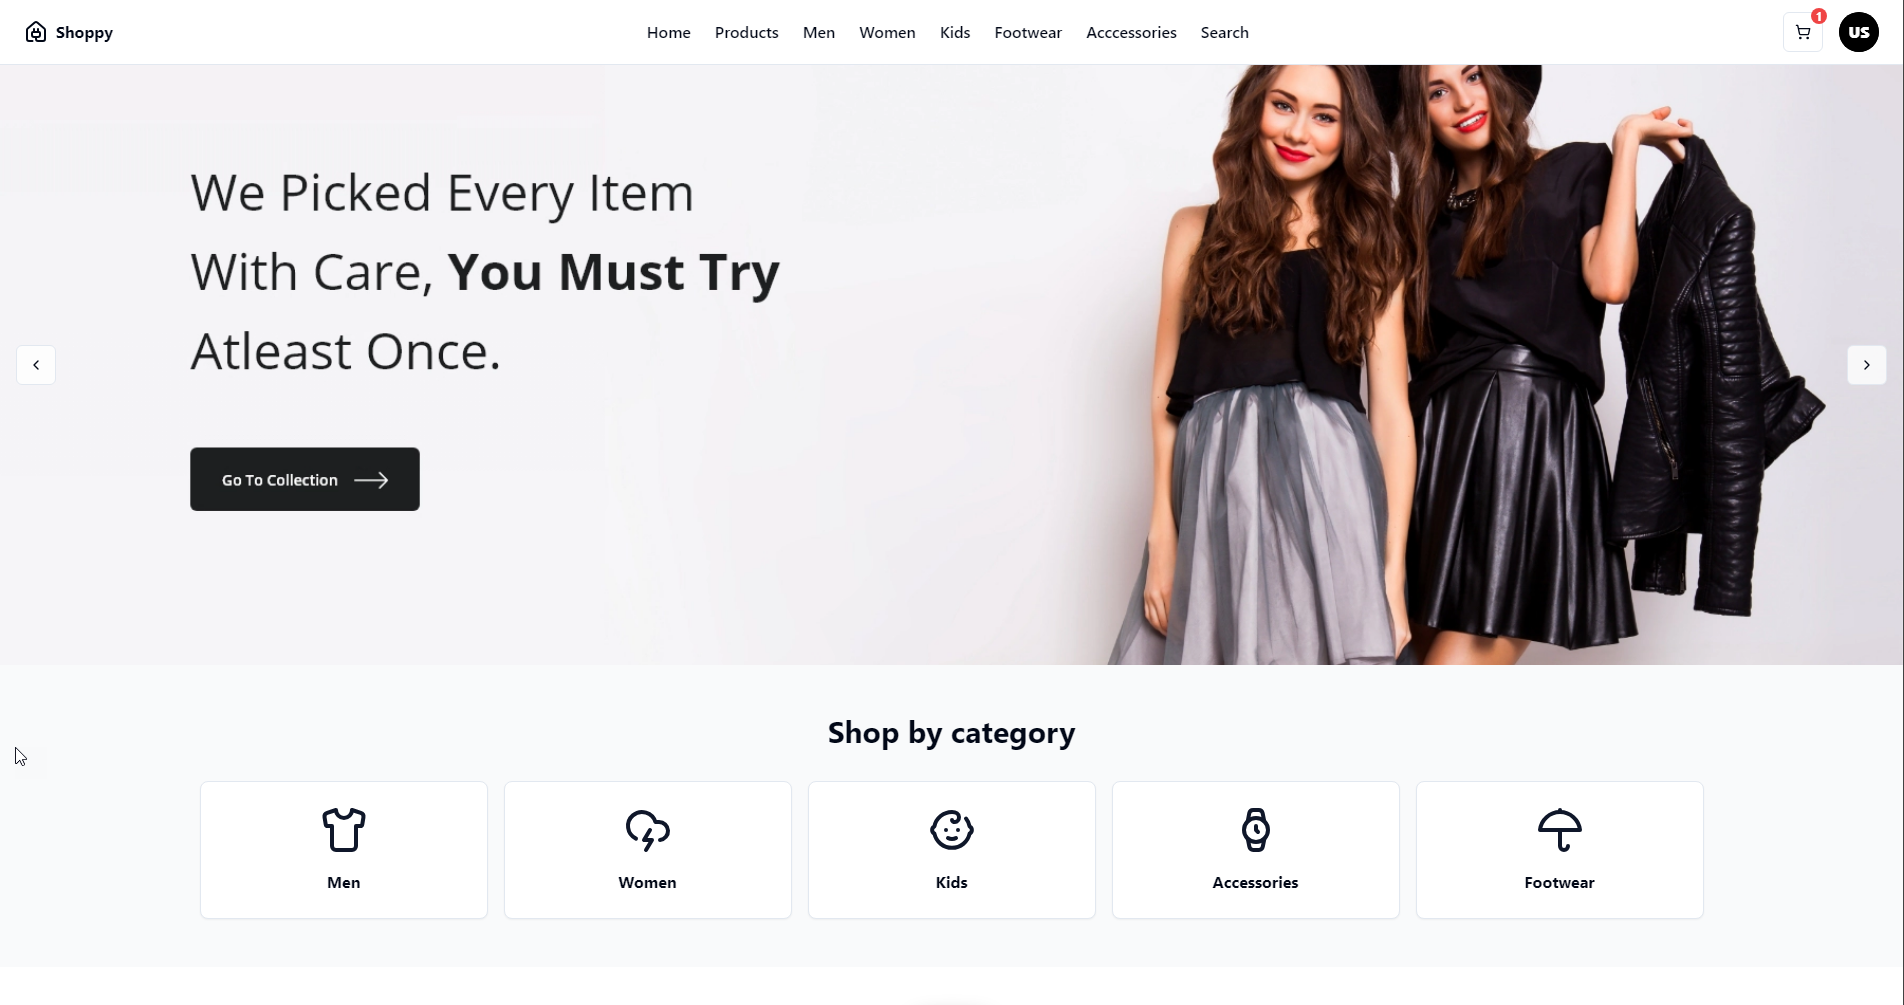 Shoppy
Home Products Men Women Kids Footwear Acccessories Search
1
US
We Picked Every Item
With Care, You Must Try
Atleast Once.
Go To Collection
Shop by category
Men
Women
Kids
Accessories
Footwear